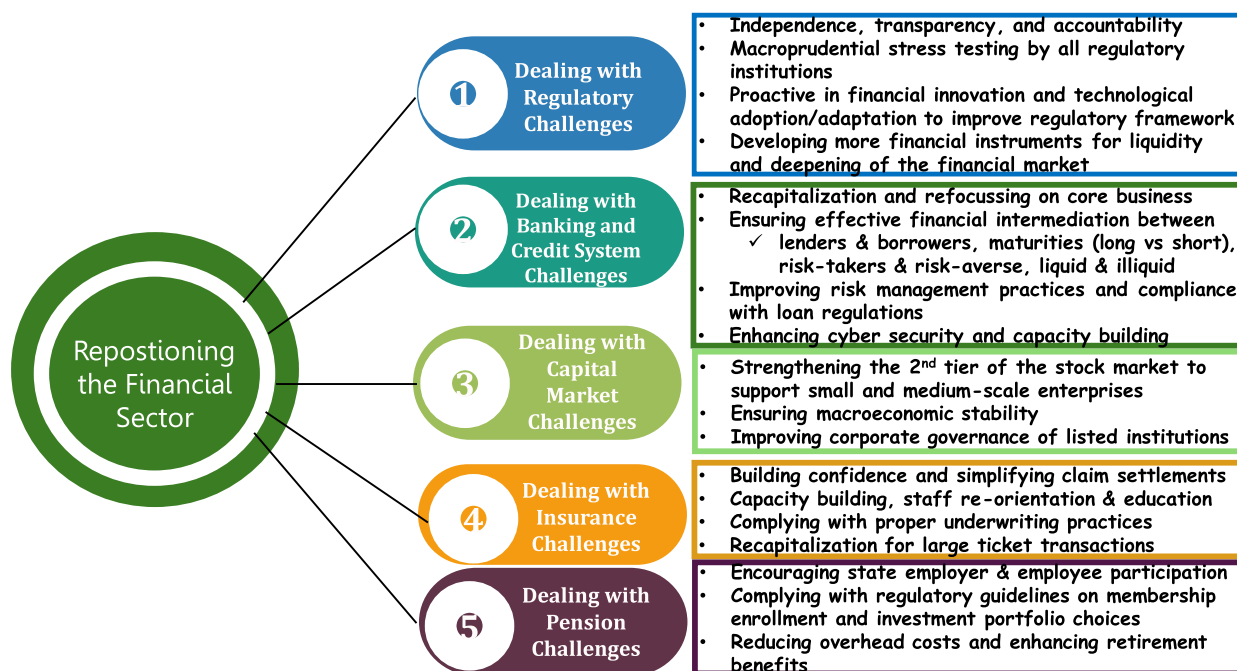 Repostioning
the Financial
Sector
1
Dealing with
Regulatory
Challenges
• Independence, transparency, and accountability
• Macroprudential stress testing by all regulatory
institutions
• Proactive in financial innovation and technological
adoption/adaptation to improve regulatory framework
• Developing more financial instruments for liquidity
and deepening of the financial market
2
Dealing with
Banking and
Credit System
Challenges
• Recapitalization and refocussing on core business
• Ensuring effective financial intermediation between
✓ lenders & borrowers, maturities (long vs short),
risk-takers & risk-averse, liquid & illiquid
• Improving risk management practices and compliance
with loan regulations
• Enhancing cyber security and capacity building
3
Dealing with
Capital
Market
Challenges
• Strengthening the 2nd tier of the stock market to
support small and medium-scale enterprises
• Ensuring macroeconomic stability
• Improving corporate governance of listed institutions
4
Dealing with
Insurance
Challenges
• Building confidence and simplifying claim settlements
• Capacity building, staff re-orientation & education
• Complying with proper underwriting practices
• Recapitalization for large ticket transactions
5
Dealing with
Pension
Challenges
• Encouraging state employer & employee participation
• Complying with regulatory guidelines on membership
enrollment and investment portfolio choices
• Reducing overhead costs and enhancing retirement
benefits